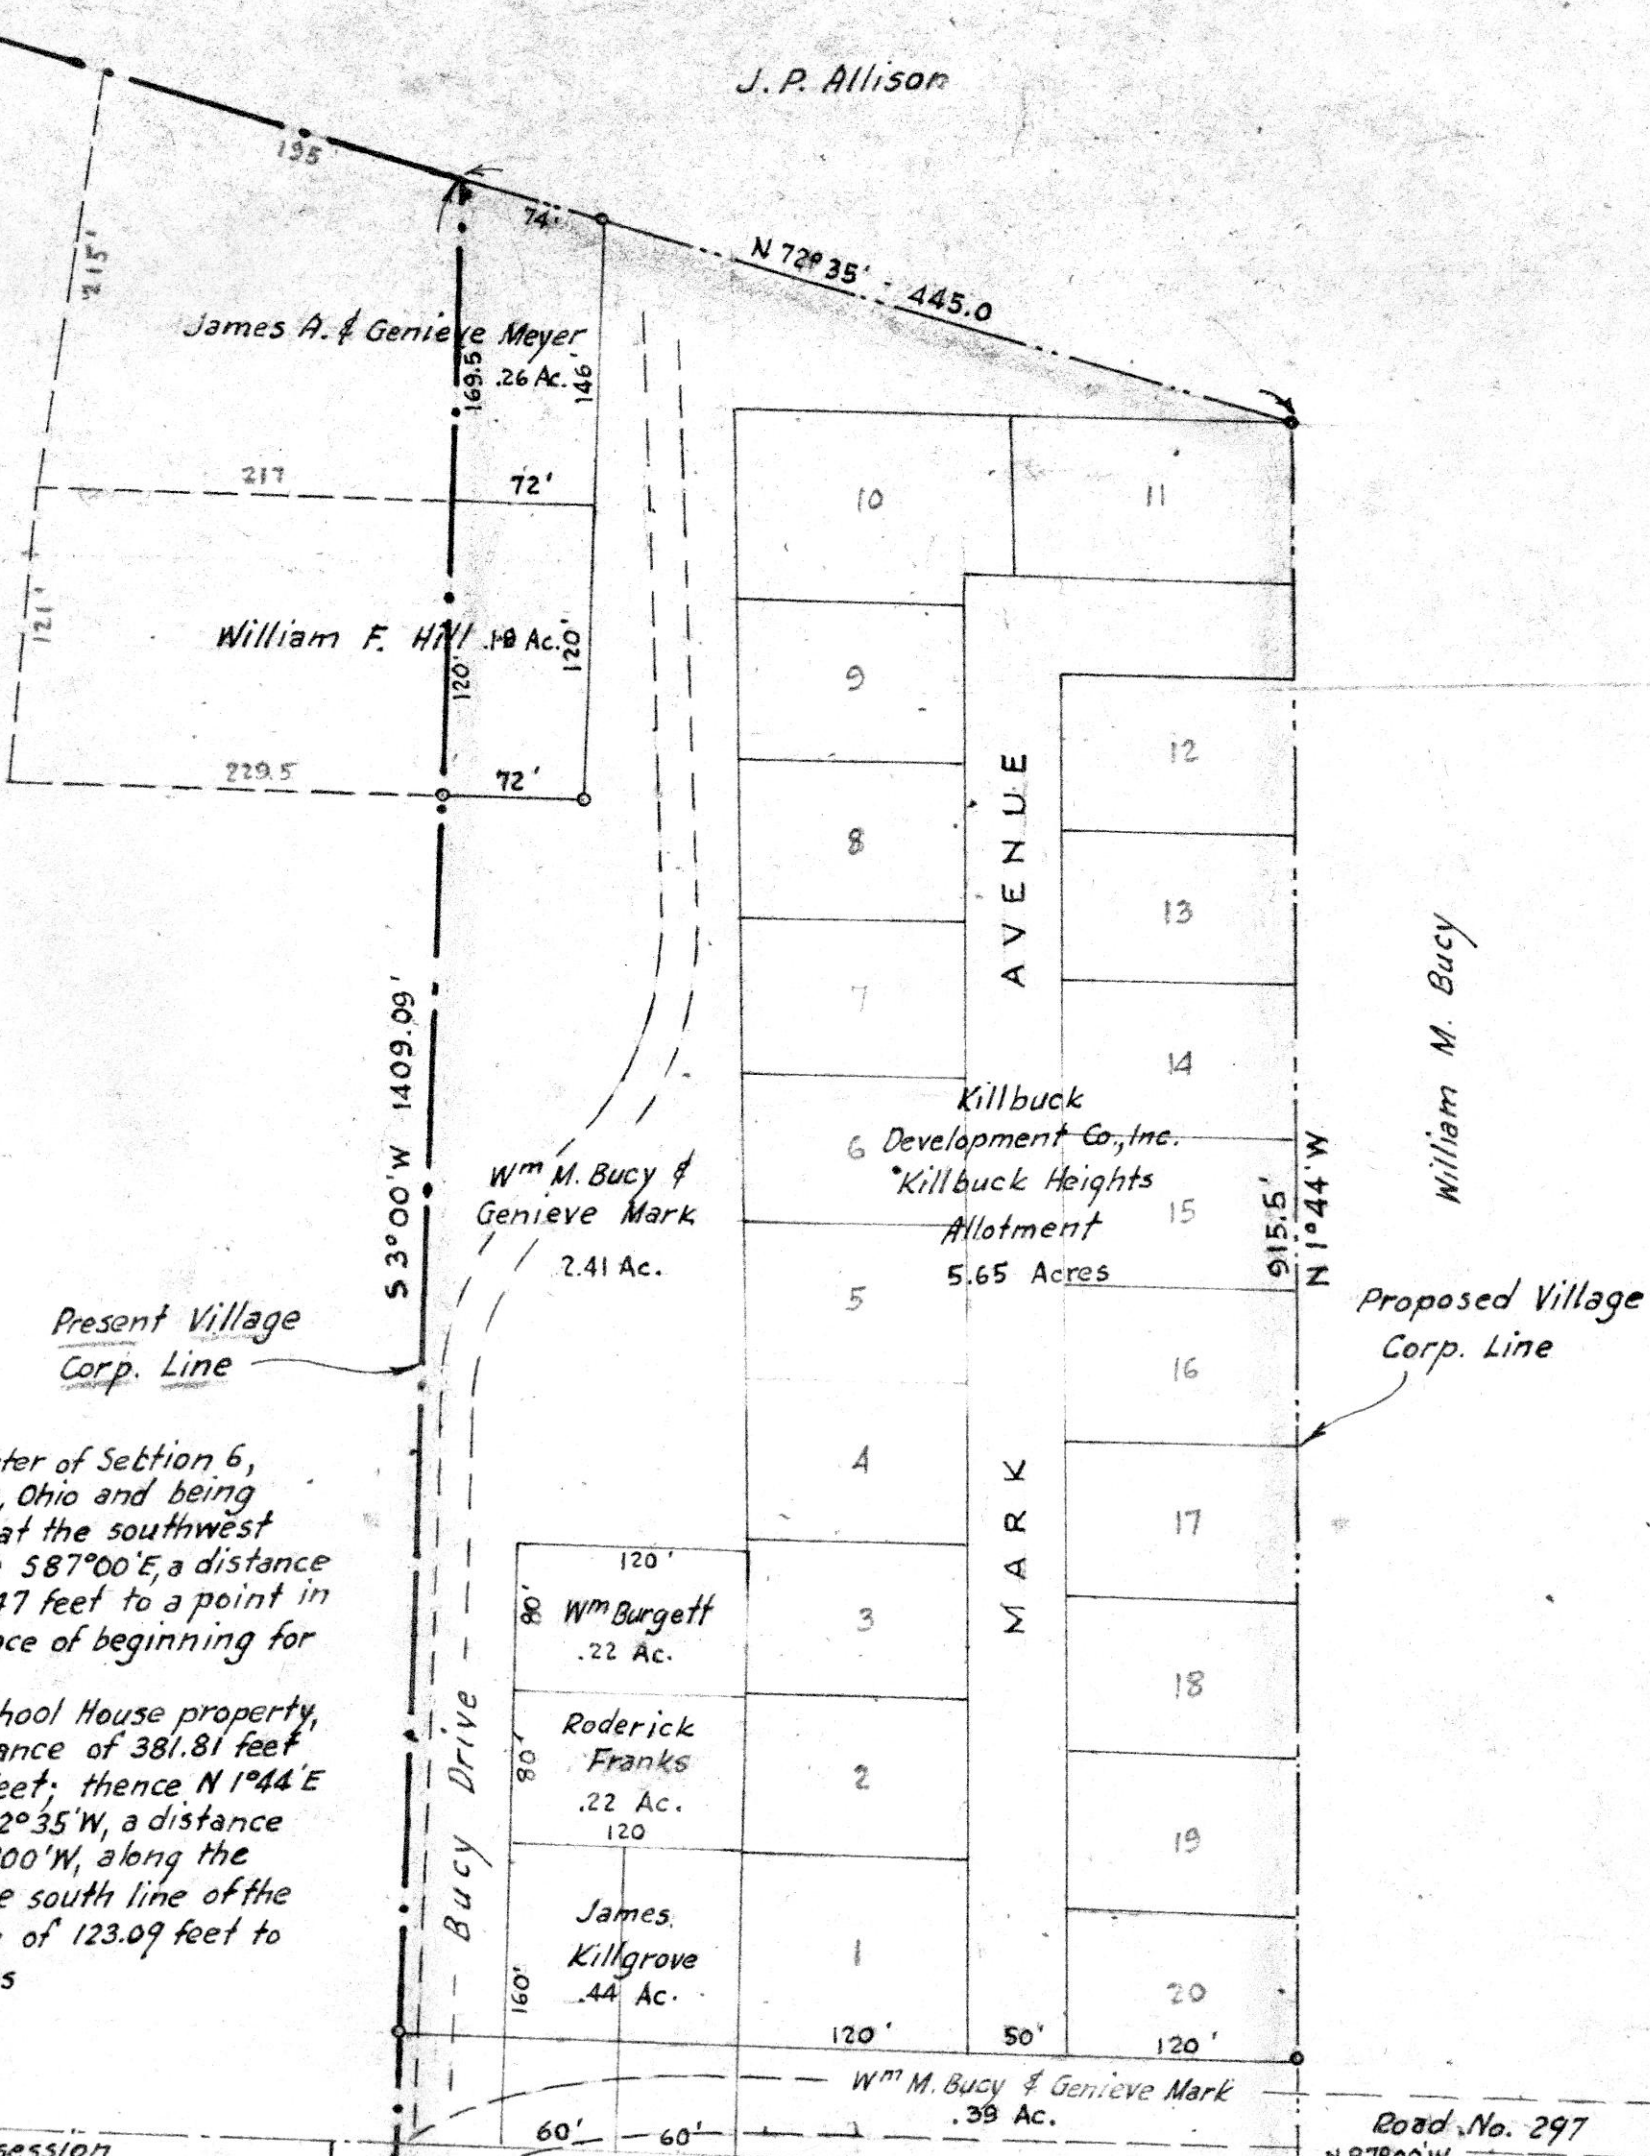 J.P. Allison
195
74'
N 72° 35' - 445.0
215'
James A. & Genieve Meyer
169.5'
.26 Ac.
146'
217
72'
10
11
121'
William F. Hill
Ac.
120'
120'
9
229.5
72'
12
8
AVENUE
13
7
S 3°00'W 1409.09'
14
William M. Bucy
Killbuck
6
Development Co., Inc.
Wm M. Bucy &
Killbuck Heights
Genieve Mark
Allotment
15
2.41 Ac.
5.65 Acres
915.5'
N 1°44'W
5
Present Village
Corp. Line
Proposed Village
Corp. Line
16
ter of Section 6,
, Ohio and being
at the southwest
S87°00'E, a distance
47 feet to a point in
ce of beginning for
4
MARK
17
120'
80'
Wm Burgett
.22 Ac.
3
hool House property,
ance of 381.81 feet
eet; thence N 1°44'E
2°35'W, a distance
00'W, along the
e south line of the
of 123.09 feet to
s
Bucy Drive
Roderick
Franks
80'
.22 Ac.
120
2
18
19
James
Killgrove
.44 Ac.
160'
1
20
120'
50'
120'
Wm M. Bucy & Genieve Mark
.39 Ac.
60'
60'
Road No. 297
N 87°00'W
session